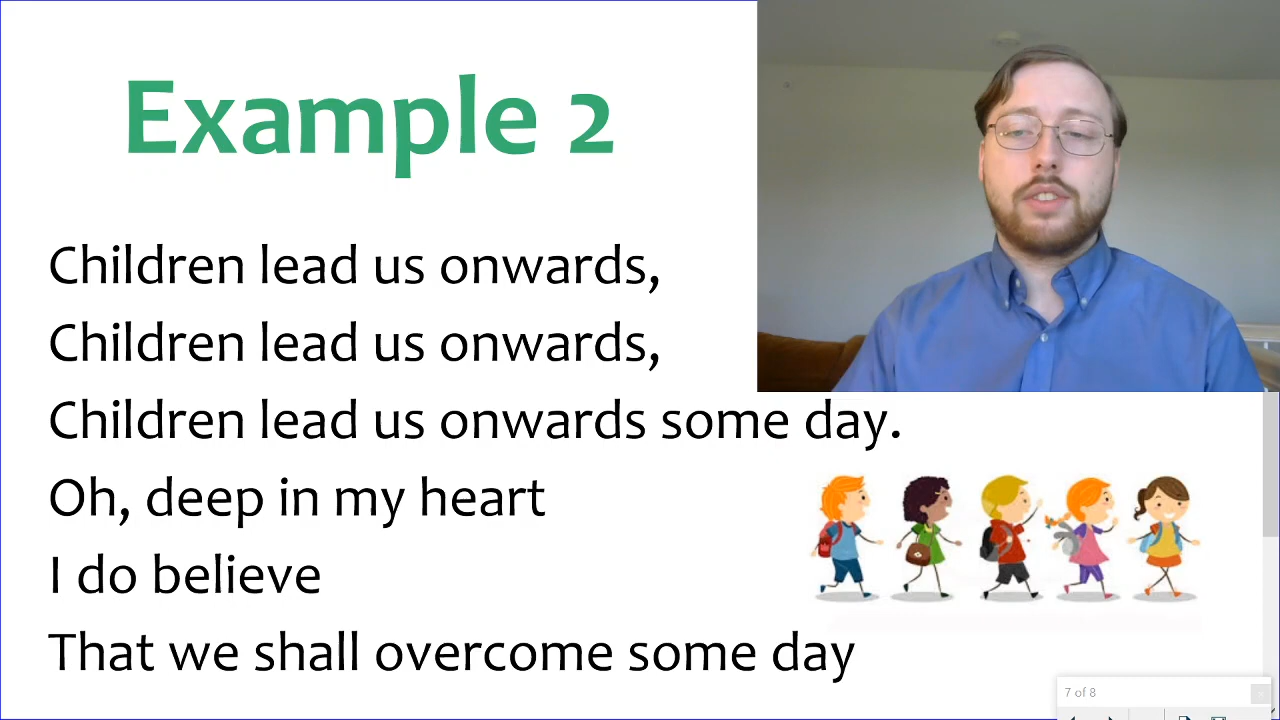 Example 2
Children lead us onwards,
Children lead us onwards,
Children lead us onwards some day.
Oh, deep in my heart
I do believe
That we shall overcome some day
7 of 8